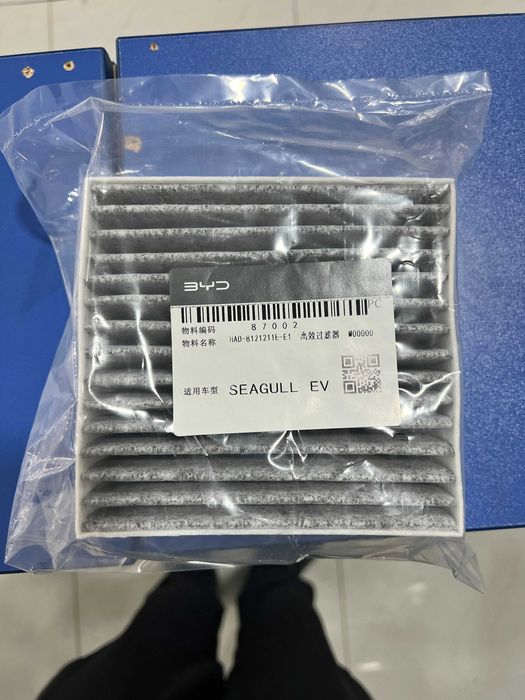 BYD
PC
物料编码 87002
物料名称 HAD-8121211E-E1 高效过滤器 M00000
适用车型 SEAGULL EV